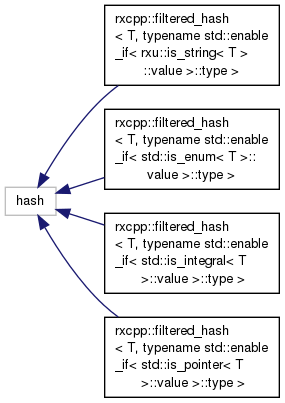 rxcpp::filtered_hash
< T, typename std::enable
_if< rxu::is_string< T >
::value >::type >
rxcpp::filtered_hash
< T, typename std::enable
_if< std::is_enum< T >::
value >::type >
hash
rxcpp::filtered_hash
< T, typename std::enable
_if< std::is_integral< T
>::value >::type >
rxcpp::filtered_hash
< T, typename std::enable
_if< std::is_pointer< T
>::value >::type >